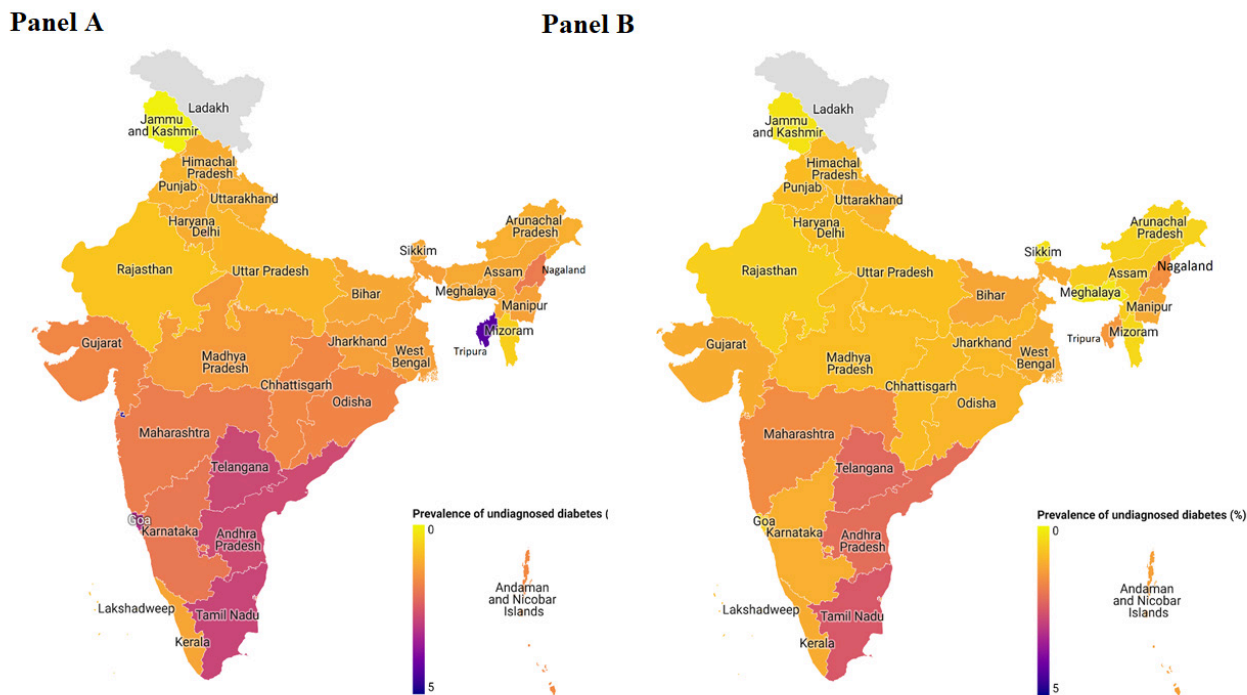 Panel A
Panel B
Ladakh
Jammu
and Kashmir
Himachal
Pradesh
Punjab
Uttarakhand
Haryana
Delhi
Rajasthan
Uttar Pradesh
Bihar
Sikkim
Arunachal
Pradesh
Assam
Nagaland
Meghalaya
Manipur
Mizoram
Tripura
Gujarat
Madhya
Pradesh
Jharkhand
West
Bengal
Chhattisgarh
Odisha
Maharashtra
Telangana
Goa
Karnataka
Andhra
Pradesh
Lakshadweep
Tamil Nadu
Kerala
Prevalence of undiagnosed diabetes (
0
5
Andaman
and Nicobar
Islands
Ladakh
Jammu
and Kashmir
Himachal
Pradesh
Punjab
Uttarakhand
Haryana
Delhi
Rajasthan
Uttar Pradesh
Bihar
Sikkim
Arunachal
Pradesh
Assam
Nagaland
Meghalaya
Manipur
Mizoram
Tripura
Gujarat
Madhya
Pradesh
Jharkhand
West
Bengal
Chhattisgarh
Odisha
Maharashtra
Telangana
Goa
Karnataka
Andhra
Pradesh
Lakshadweep
Tamil Nadu
Kerala
Prevalence of undiagnosed diabetes (%)
0
5
Andaman
and Nicobar
Islands